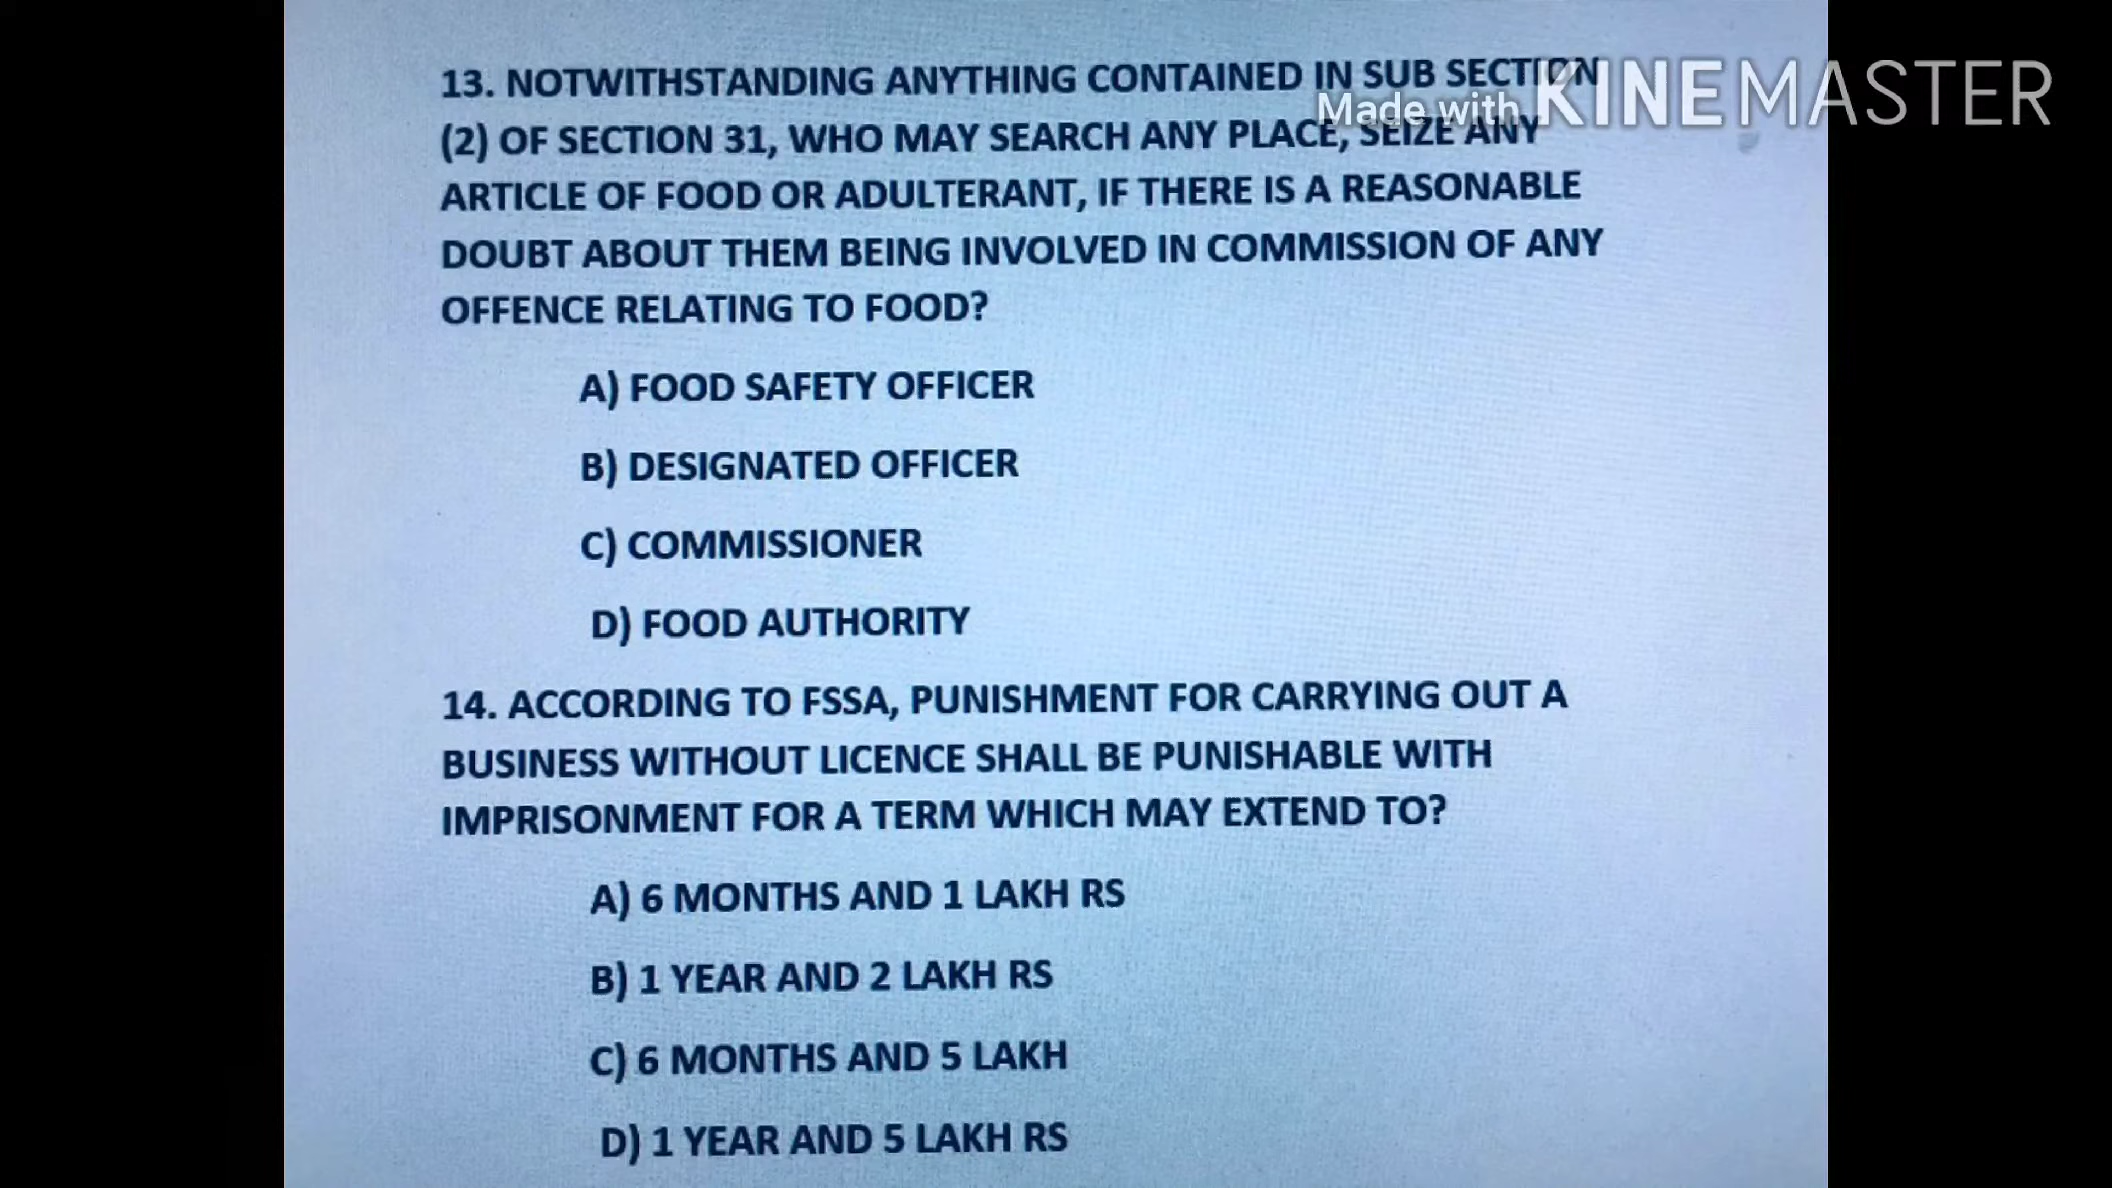 13. NOTWITHSTANDING ANYTHING CONTAINED IN SUB SECTION
Made with KINEMASTER
(2) OF SECTION 31, WHO MAY SEARCH ANY PLACE, SEIZE ANY
ARTICLE OF FOOD OR ADULTERANT, IF THERE IS A REASONABLE
DOUBT ABOUT THEM BEING INVOLVED IN COMMISSION OF ANY
OFFENCE RELATING TO FOOD?
A) FOOD SAFETY OFFICER
B) DESIGNATED OFFICER
C) COMMISSIONER
D) FOOD AUTHORITY
14. ACCORDING TO FSSA, PUNISHMENT FOR CARRYING OUT A
BUSINESS WITHOUT LICENCE SHALL BE PUNISHABLE WITH
IMPRISONMENT FOR A TERM WHICH MAY EXTEND TO?
A) 6 MONTHS AND 1 LAKH RS
B) 1 YEAR AND 2 LAKH RS
C) 6 MONTHS AND 5 LAKH
D) 1 YEAR AND 5 LAKH RS